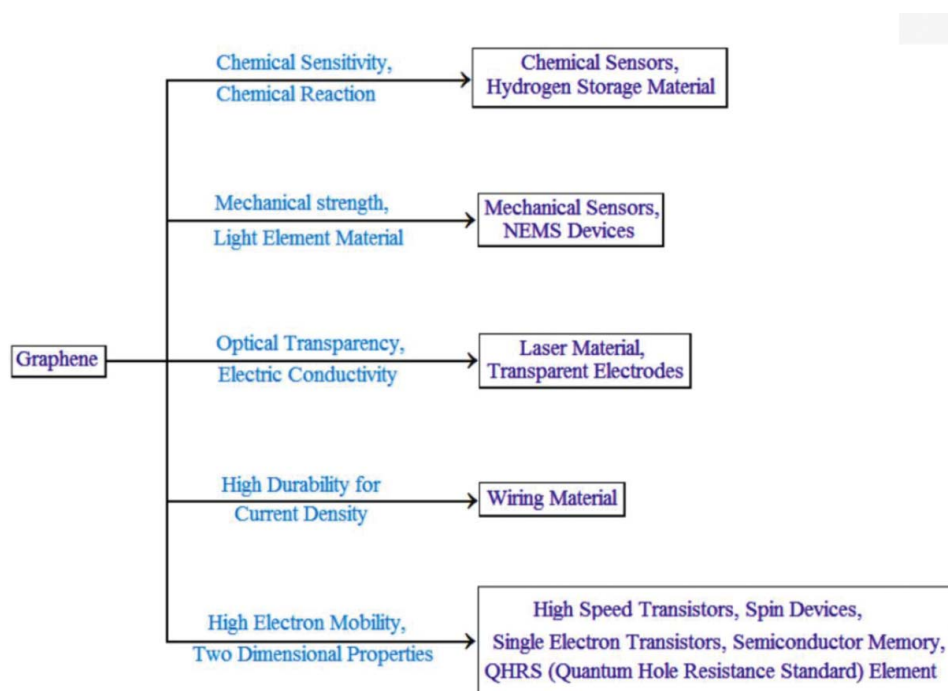 Chemical Sensitivity,
Chemical Reaction
Chemical Sensors,
Hydrogen Storage Material
Mechanical strength,
Light Element Material
Mechanical Sensors,
NEMS Devices
Graphene
Optical Transparency,
Electric Conductivity
Laser Material,
Transparent Electrodes
High Durability for
Current Density
Wiring Material
High Electron Mobility,
Two Dimensional Properties
High Speed Transistors, Spin Devices,
Single Electron Transistors, Semiconductor Memory,
QHRS (Quantum Hole Resistance Standard) Element